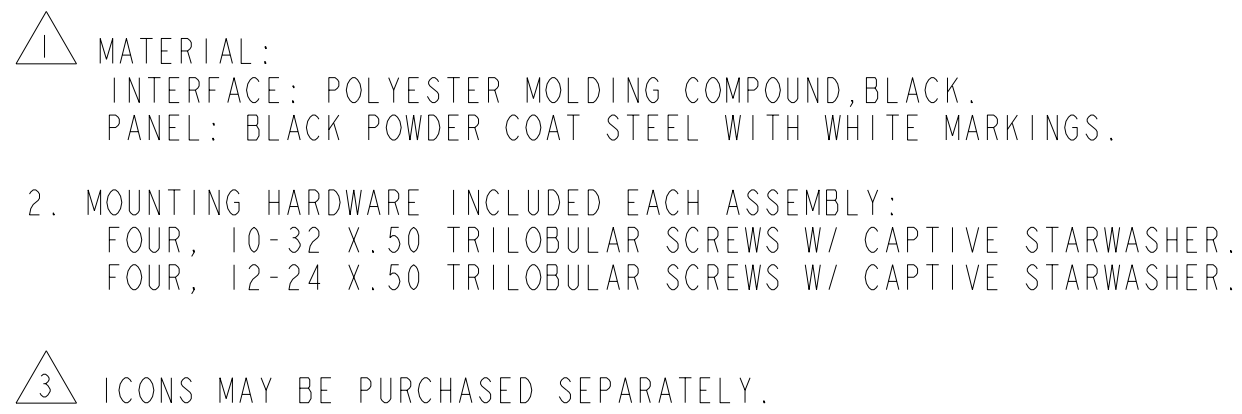 1 MATERIAL:
INTERFACE: POLYESTER MOLDING COMPOUND,BLACK.
PANEL: BLACK POWDER COAT STEEL WITH WHITE MARKINGS.
2. MOUNTING HARDWARE INCLUDED EACH ASSEMBLY:
FOUR, 10-32 X.50 TRILOBULAR SCREWS W/ CAPTIVE STARWASHER.
FOUR, 12-24 X.50 TRILOBULAR SCREWS W/ CAPTIVE STARWASHER.
3 ICONS MAY BE PURCHASED SEPARATELY.